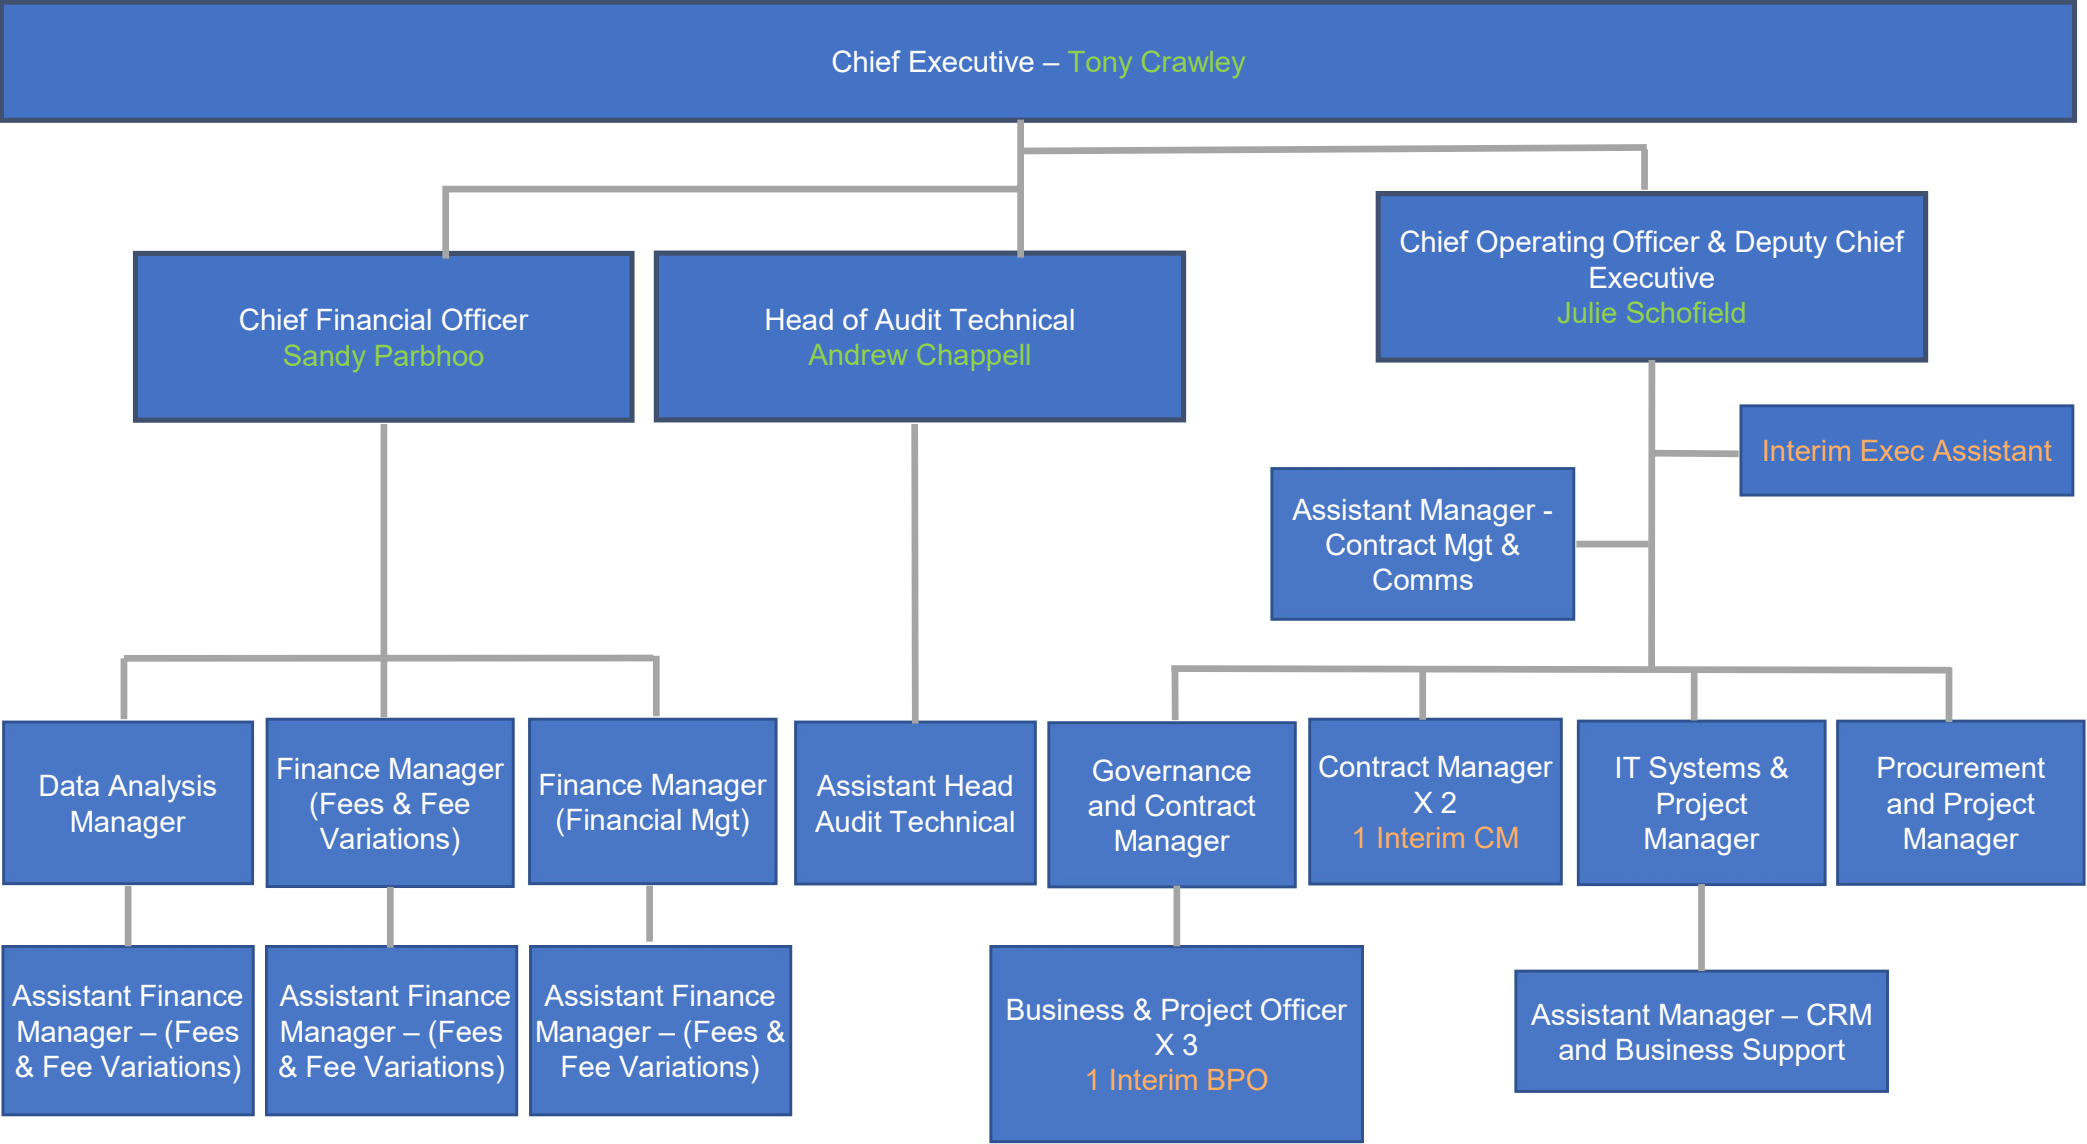 Chief Executive – Tony Crawley
Chief Operating Officer & Deputy Chief
Executive
Julie Schofield
Chief Financial Officer
Sandy Parbhoo
Head of Audit Technical
Andrew Chappell
Interim Exec Assistant
Assistant Manager -
Contract Mgt &
Comms
Data Analysis
Manager
Finance Manager
(Fees & Fee
Variations)
Finance Manager
(Financial Mgt)
Assistant Head
Audit Technical
Governance
and Contract
Manager
Contract Manager
X 2
1 Interim CM
IT Systems &
Project
Manager
Procurement
and Project
Manager
Assistant Finance
Manager – (Fees
& Fee Variations)
Assistant Finance
Manager – (Fees
& Fee Variations)
Assistant Finance
Manager – (Fees &
Fee Variations)
Business & Project Officer
X 3
1 Interim BPO
Assistant Manager – CRM
and Business Support